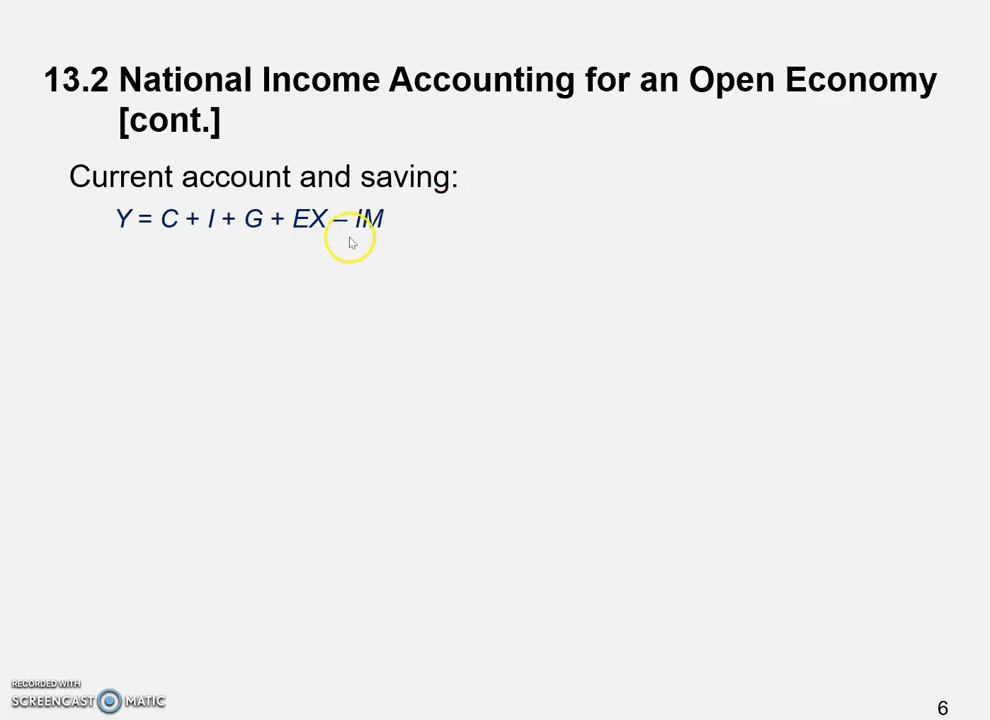 13.2 National Income Accounting for an Open Economy
[cont.]
Current account and saving:
Y = C + I + G + EX – IM
RECORDED WITH
SCREENCAST MATIC
6